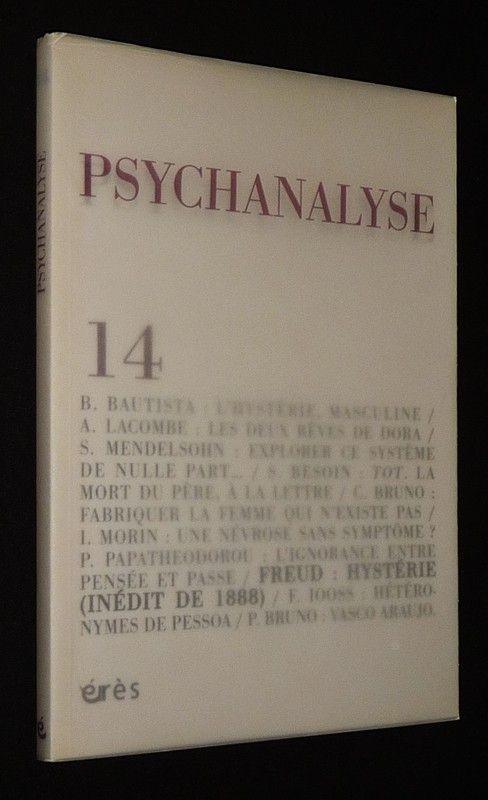 PSYCHANALYSE
PSYCHANALYSE
14
B. BAUTISTA : L'HYSTÉRIE, MASCULINE /
A. LACOMBE : LES DEUX RÊVES DE DORA /
S. MENDELSOHN : EXPLORER CE SYSTÈME
DE NULLE PART... / S. BESOIN : TOT. LA
MORT DU PÈRE, À LA LETTRE / C. BRUNO :
FABRIQUER LA FEMME QUI N'EXISTE PAS /
I. MORIN : UNE NÉVROSE SANS SYMPTÔME ?
P. PAPATHEODOROU : L'IGNORANCE ENTRE
PENSÉE ET PASSE / FREUD : HYSTÉRIE
(INÉDIT DE 1888) / F. IOOSS : HÉTÉRO-
NYMES DE PESSOA / P. BRUNO : VASCO ARAUJO.
érès